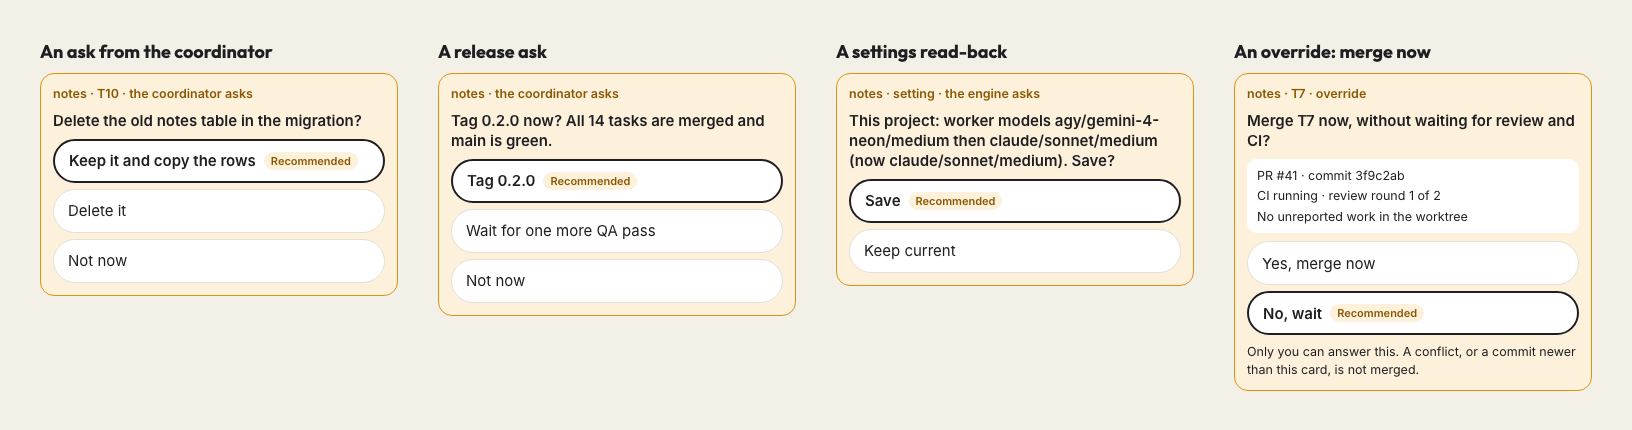 An ask from the coordinator
notes · T10 · the coordinator asks
Delete the old notes table in the migration?
Keep it and copy the rows Recommended
Delete it
Not now
A release ask
notes · the coordinator asks
Tag 0.2.0 now? All 14 tasks are merged and
main is green.
Tag 0.2.0 Recommended
Wait for one more QA pass
Not now
A settings read-back
notes · setting · the engine asks
This project: worker models agy/gemini-4-
neon/medium then claude/sonnet/medium
(now claude/sonnet/medium). Save?
Save Recommended
Keep current
An override: merge now
notes · T7 · override
Merge T7 now, without waiting for review and
CI?
PR #41 · commit 3f9c2ab
CI running · review round 1 of 2
No unreported work in the worktree
Yes, merge now
No, wait Recommended
Only you can answer this. A conflict, or a commit newer
than this card, is not merged.